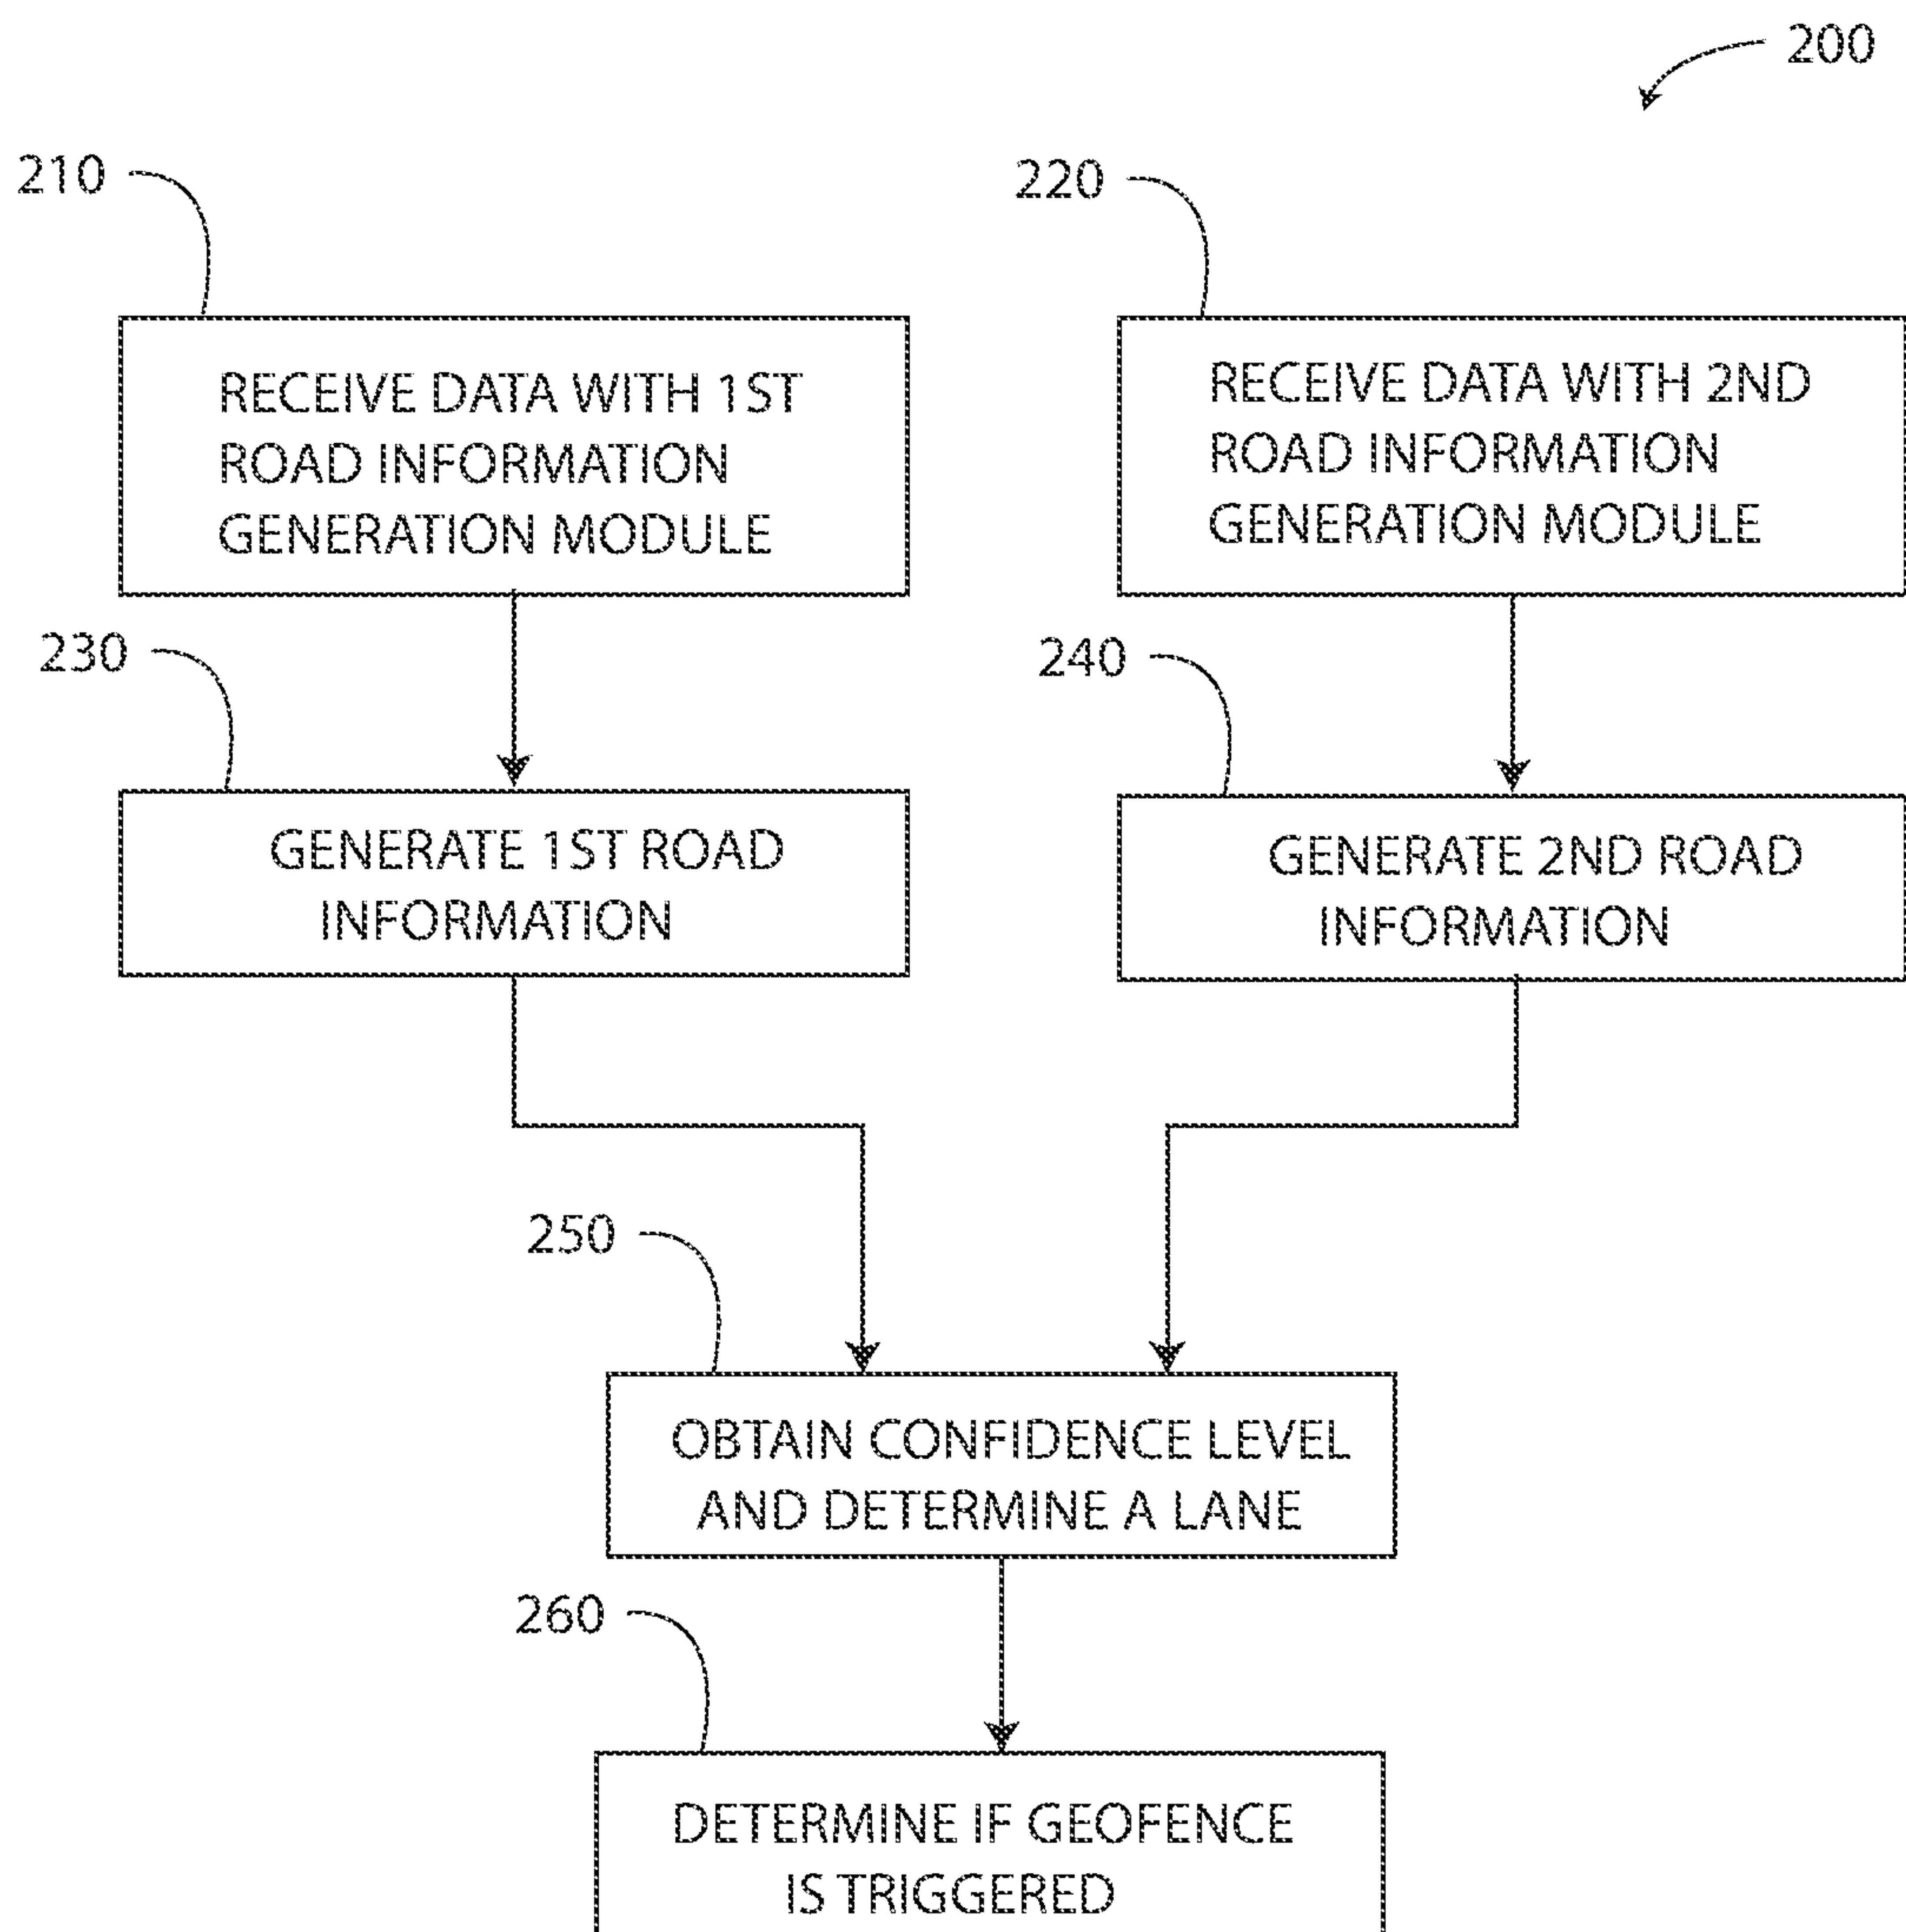 200
210
220
RECEIVE DATA WITH 1ST
ROAD INFORMATION
GENERATION MODULE
RECEIVE DATA WITH 2ND
ROAD INFORMATION
GENERATION MODULE
230
240
GENERATE 1ST ROAD
INFORMATION
GENERATE 2ND ROAD
INFORMATION
250
OBTAIN CONFIDENCE LEVEL
AND DETERMINE A LANE
260
DETERMINE IF GEOFENCE
IS TRIGGERED